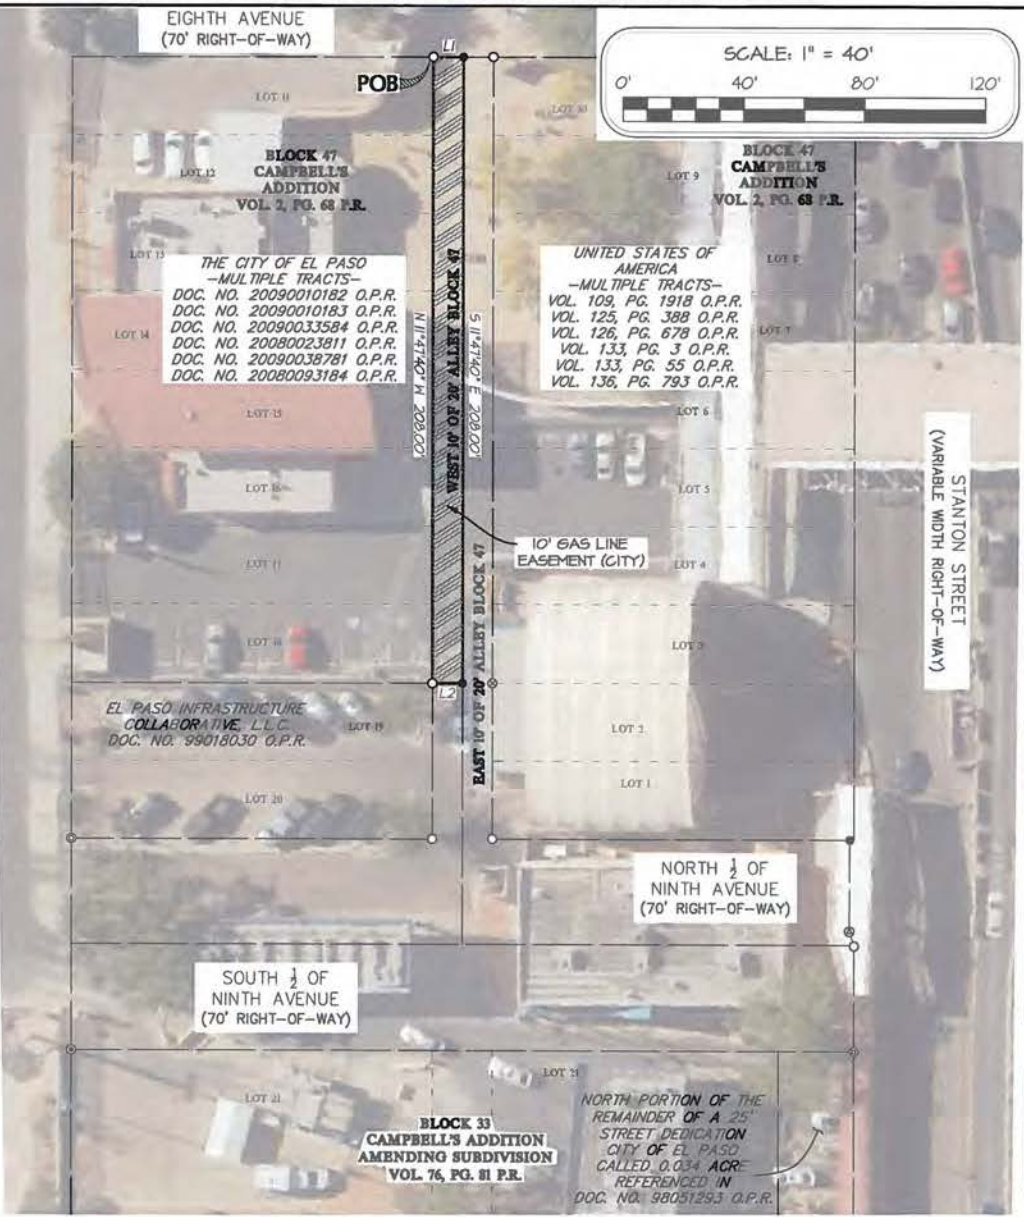 EIGHTH AVENUE
(70' RIGHT-OF-WAY)
L1
POB
SCALE: 1" = 40'
0' 40' 80' 120'
LOT 11
LOT 10
BLOCK 47
CAMPBELL'S
ADDITION
VOL. 2, PG. 68 P.R.
LOT 12
LOT 9
BLOCK 47
CAMPBELL'S
ADDITION
VOL. 2, PG. 68 P.R.
LOT 13
LOT 8
THE CITY OF EL PASO
-MULTIPLE TRACTS-
DOC. NO. 20090010182 O.P.R.
DOC. NO. 20090010183 O.P.R.
DOC. NO. 20090033584 O.P.R.
DOC. NO. 20080023811 O.P.R.
DOC. NO. 20090038781 O.P.R.
DOC. NO. 20080093184 O.P.R.
UNITED STATES OF
AMERICA
-MULTIPLE TRACTS-
VOL. 109, PG. 1918 O.P.R.
VOL. 125, PG. 388 O.P.R.
VOL. 126, PG. 678 O.P.R.
VOL. 133, PG. 3 O.P.R.
VOL. 133, PG. 55 O.P.R.
VOL. 136, PG. 793 O.P.R.
LOT 14
LOT 7
N 11°47'40" W 208.00'
WEST 10' OF 20' ALLEY BLOCK 47
S 11°47'40" E 208.00'
LOT 15
LOT 6
LOT 16
LOT 5
STANTON STREET
(VARIABLE WIDTH RIGHT-OF-WAY)
10' GAS LINE
EASEMENT (CITY)
LOT 17
LOT 4
EAST 10' OF 20' ALLEY BLOCK 47
LOT 18
LOT 3
L2
EL PASO INFRASTRUCTURE
COLLABORATIVE, L.L.C.
DOC. NO. 99018030 O.P.R.
LOT 19
LOT 2
LOT 20
LOT 1
NORTH ½ OF
NINTH AVENUE
(70' RIGHT-OF-WAY)
SOUTH ½ OF
NINTH AVENUE
(70' RIGHT-OF-WAY)
LOT 21
LOT 21
BLOCK 33
CAMPBELL'S ADDITION
AMENDING SUBDIVISION
VOL. 76, PG. 81 P.R.
NORTH PORTION OF THE
REMAINDER OF A 25'
STREET DEDICATION
CITY OF EL PASO
CALLED 0.034 ACRE
REFERENCED IN
DOC. NO. 98051293 O.P.R.